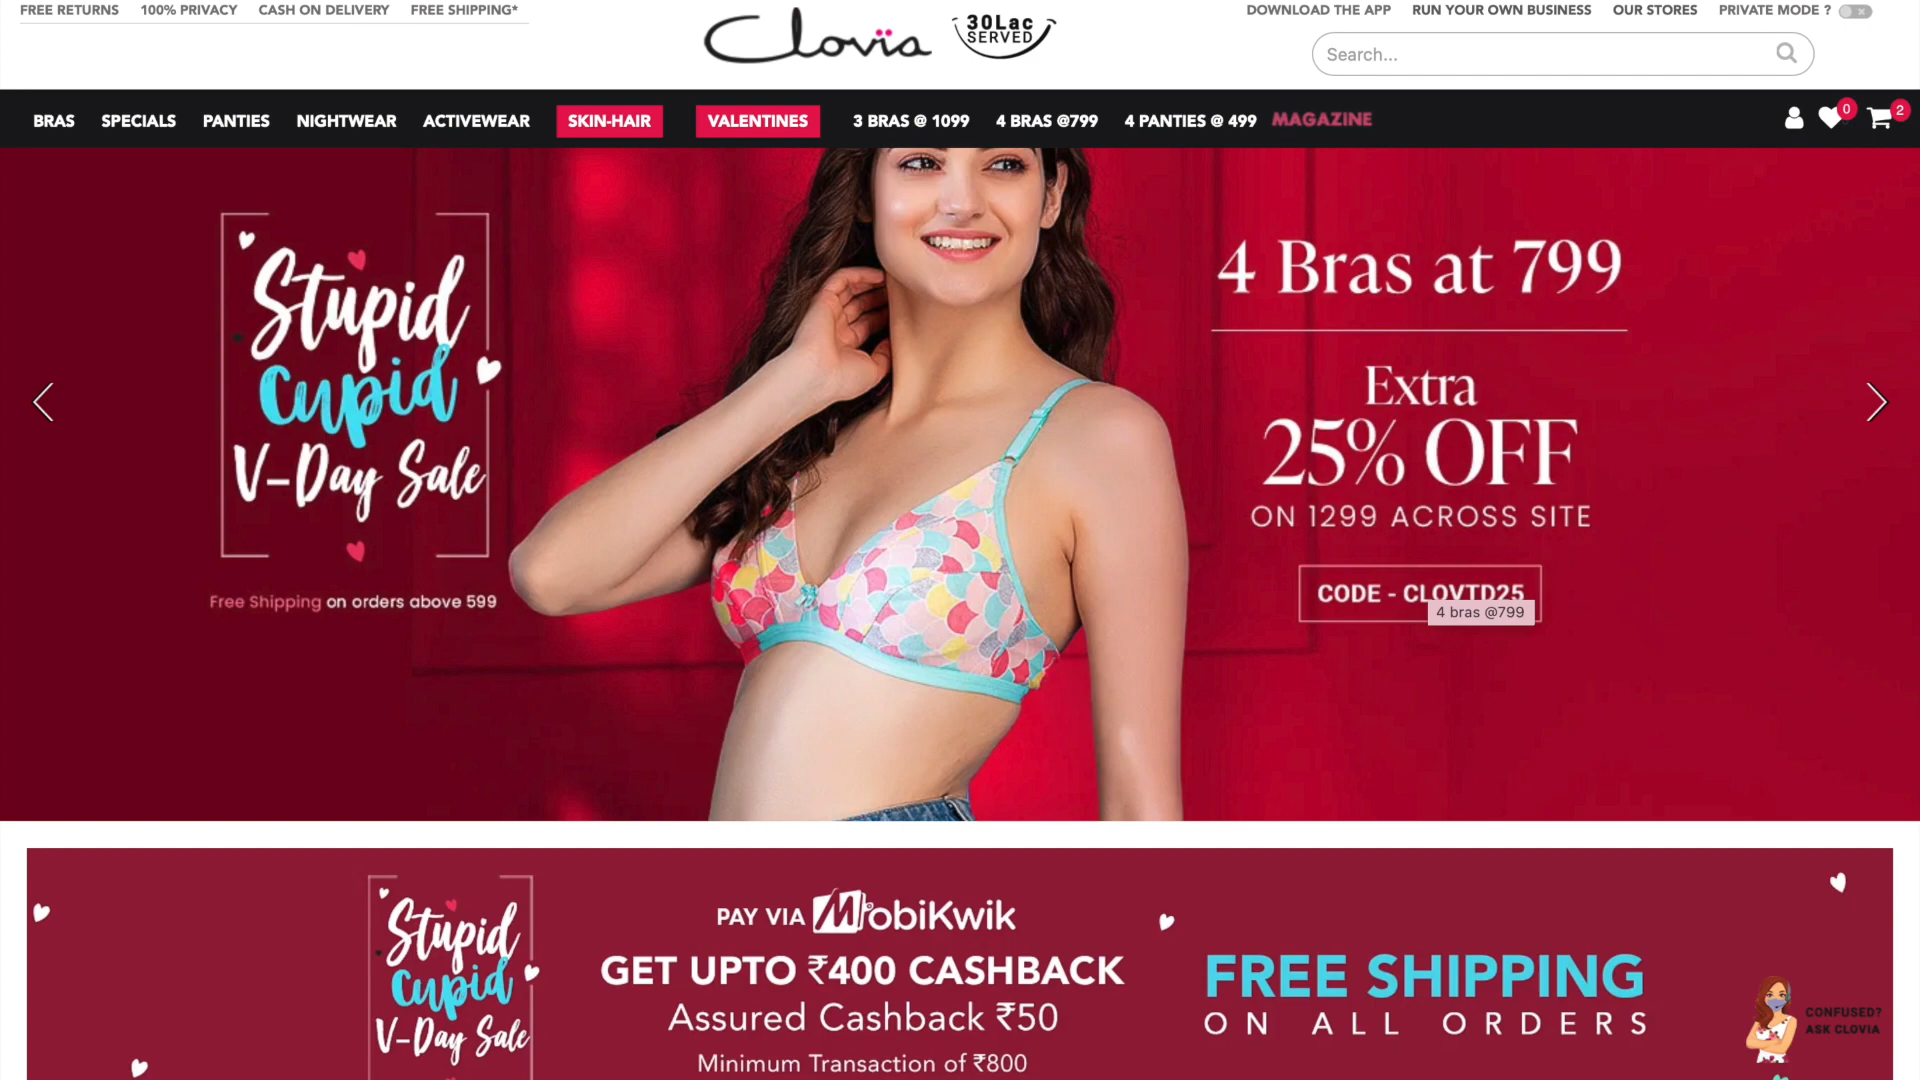 FREE RETURNS 100% PRIVACY CASH ON DELIVERY FREE SHIPPING*
Clovia
30Lac
SERVED
DOWNLOAD THE APP RUN YOUR OWN BUSINESS OUR STORES PRIVATE MODE ?
Search...
BRAS SPECIALS PANTIES NIGHTWEAR ACTIVEWEAR SKIN-HAIR VALENTINES 3 BRAS @ 1099 4 BRAS @799 4 PANTIES @ 499 MAGAZINE
0
2
Stupid
Cupid
V-Day Sale
Free Shipping on orders above 599
4 Bras at 799
Extra
25% OFF
ON 1299 ACROSS SITE
CODE - CLOVTD25
4 bras @799
Stupid
Cupid
V-Day Sale
PAY VIA MobiKwik
GET UPTO ₹400 CASHBACK
Assured Cashback ₹50
Minimum Transaction of ₹800
FREE SHIPPING
ON ALL ORDERS
CONFUSED?
ASK CLOVIA